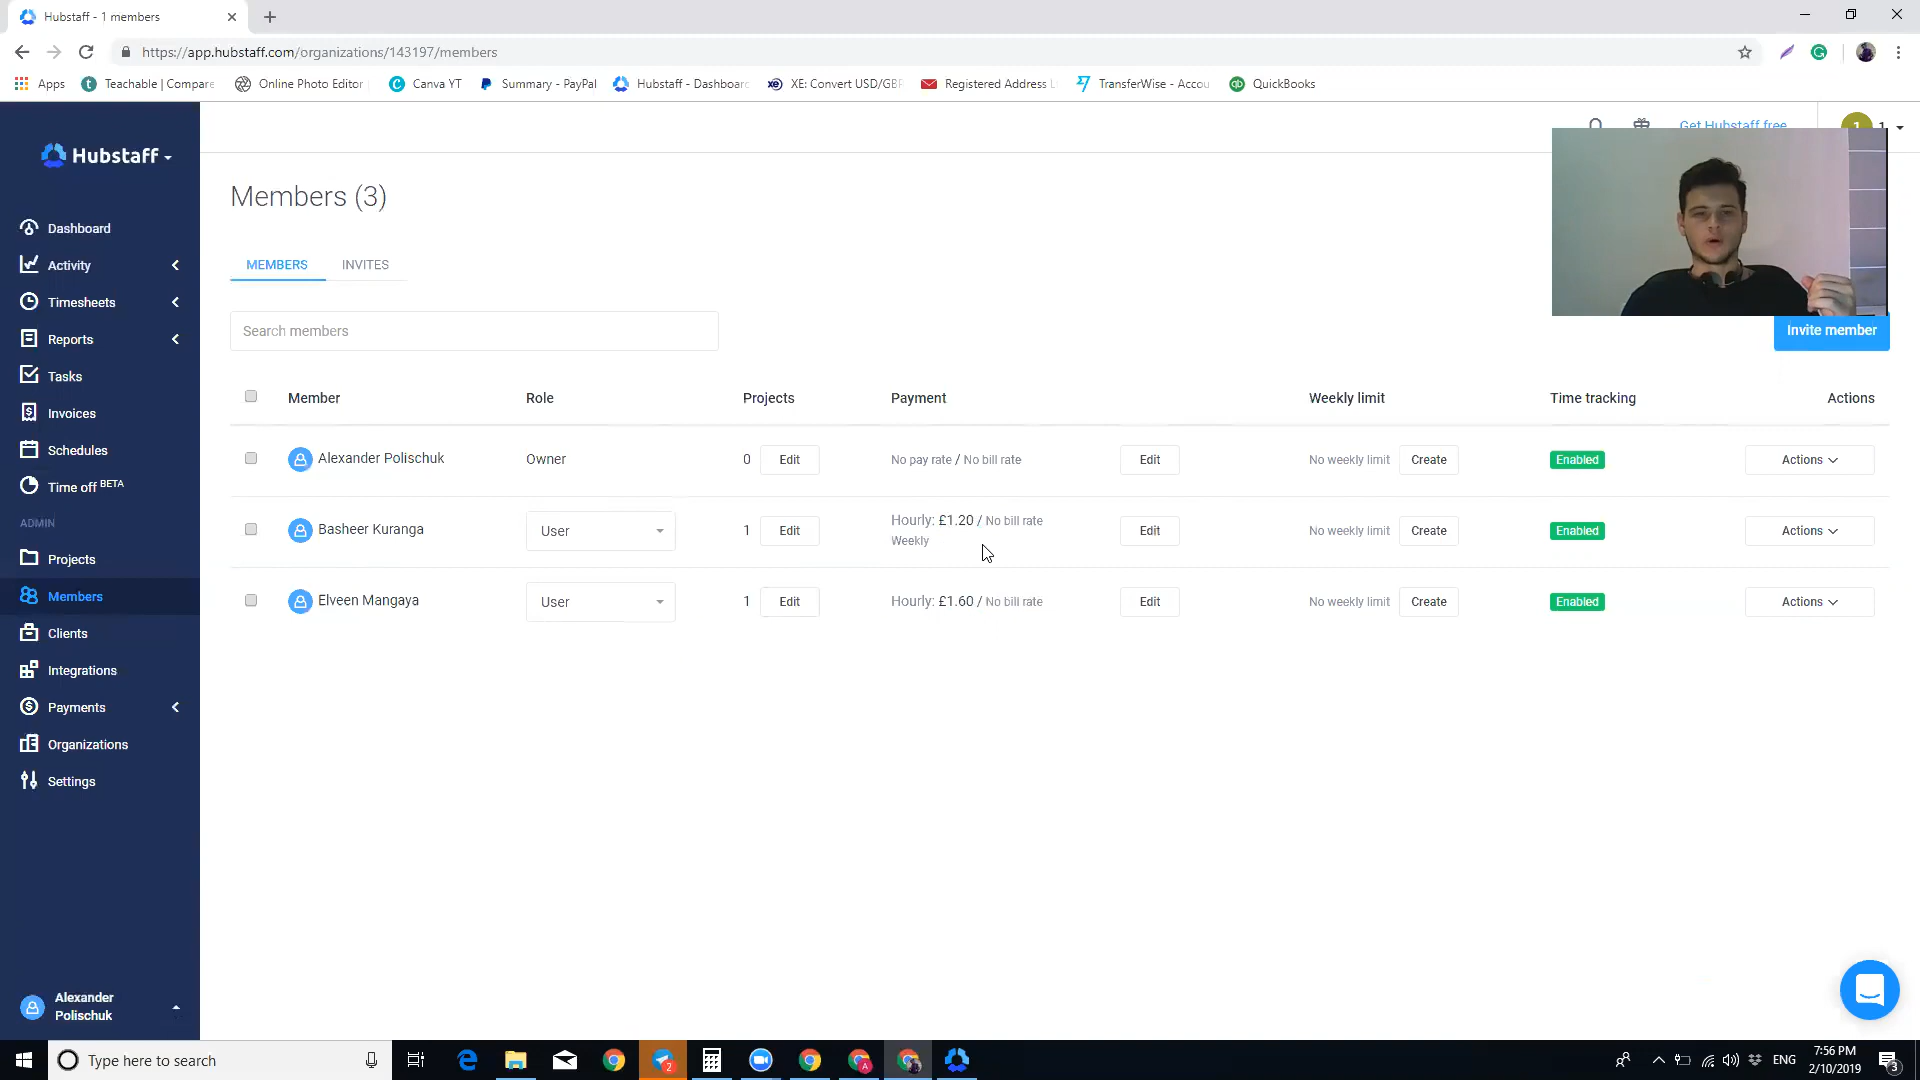 Hubstaff - 1 members
https://app.hubstaff.com/organizations/143197/members
Apps
Teachable | Compare
Online Photo Editor
Canva YT
Summary - PayPal
Hubstaff - Dashboard
XE: Convert USD/GBP
Registered Address
TransferWise - Accou
QuickBooks
Hubstaff
Get Hubstaff free
1
1
Members (3)
MEMBERS
INVITES
Search members
Invite member
Dashboard
Activity
Timesheets
Reports
Tasks
Invoices
Schedules
Time off BETA
ADMIN
Projects
Members
Clients
Integrations
Payments
Organizations
Settings
Alexander
Polischuk
Member Role Projects Payment Weekly limit Time tracking Actions
Alexander Polischuk Owner 0 Edit No pay rate / No bill rate Edit No weekly limit Create Enabled Actions
Basheer Kuranga User 1 Edit Hourly: £1.20 / No bill rate Edit No weekly limit Create Enabled Actions
Weekly
Elveen Mangaya User 1 Edit Hourly: £1.60 / No bill rate Edit No weekly limit Create Enabled Actions
Type here to search
2
A
ENG
7:56 PM
2/10/2019
3